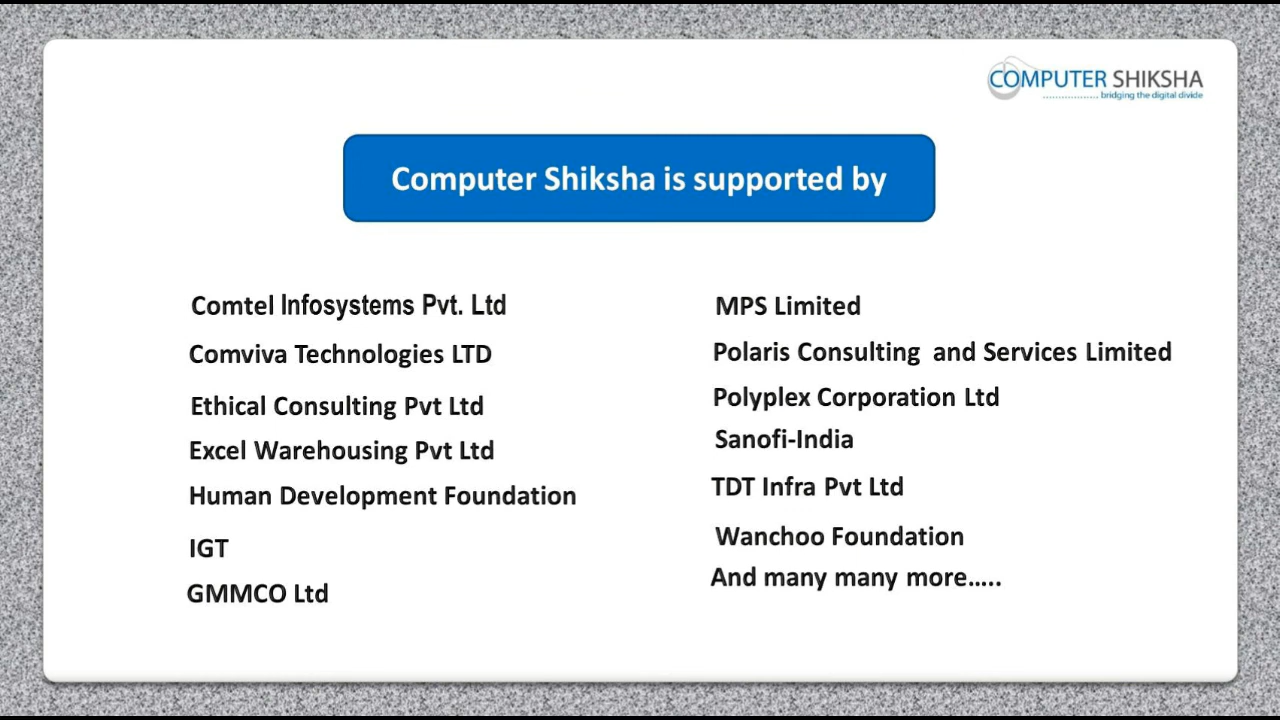 COMPUTER SHIKSHA
bridging the digital divide
Computer Shiksha is supported by
Comtel Infosystems Pvt. Ltd
Comviva Technologies LTD
Ethical Consulting Pvt Ltd
Excel Warehousing Pvt Ltd
Human Development Foundation
IGT
GMMCO Ltd
MPS Limited
Polaris Consulting and Services Limited
Polyplex Corporation Ltd
Sanofi-India
TDT Infra Pvt Ltd
Wanchoo Foundation
And many many more.....